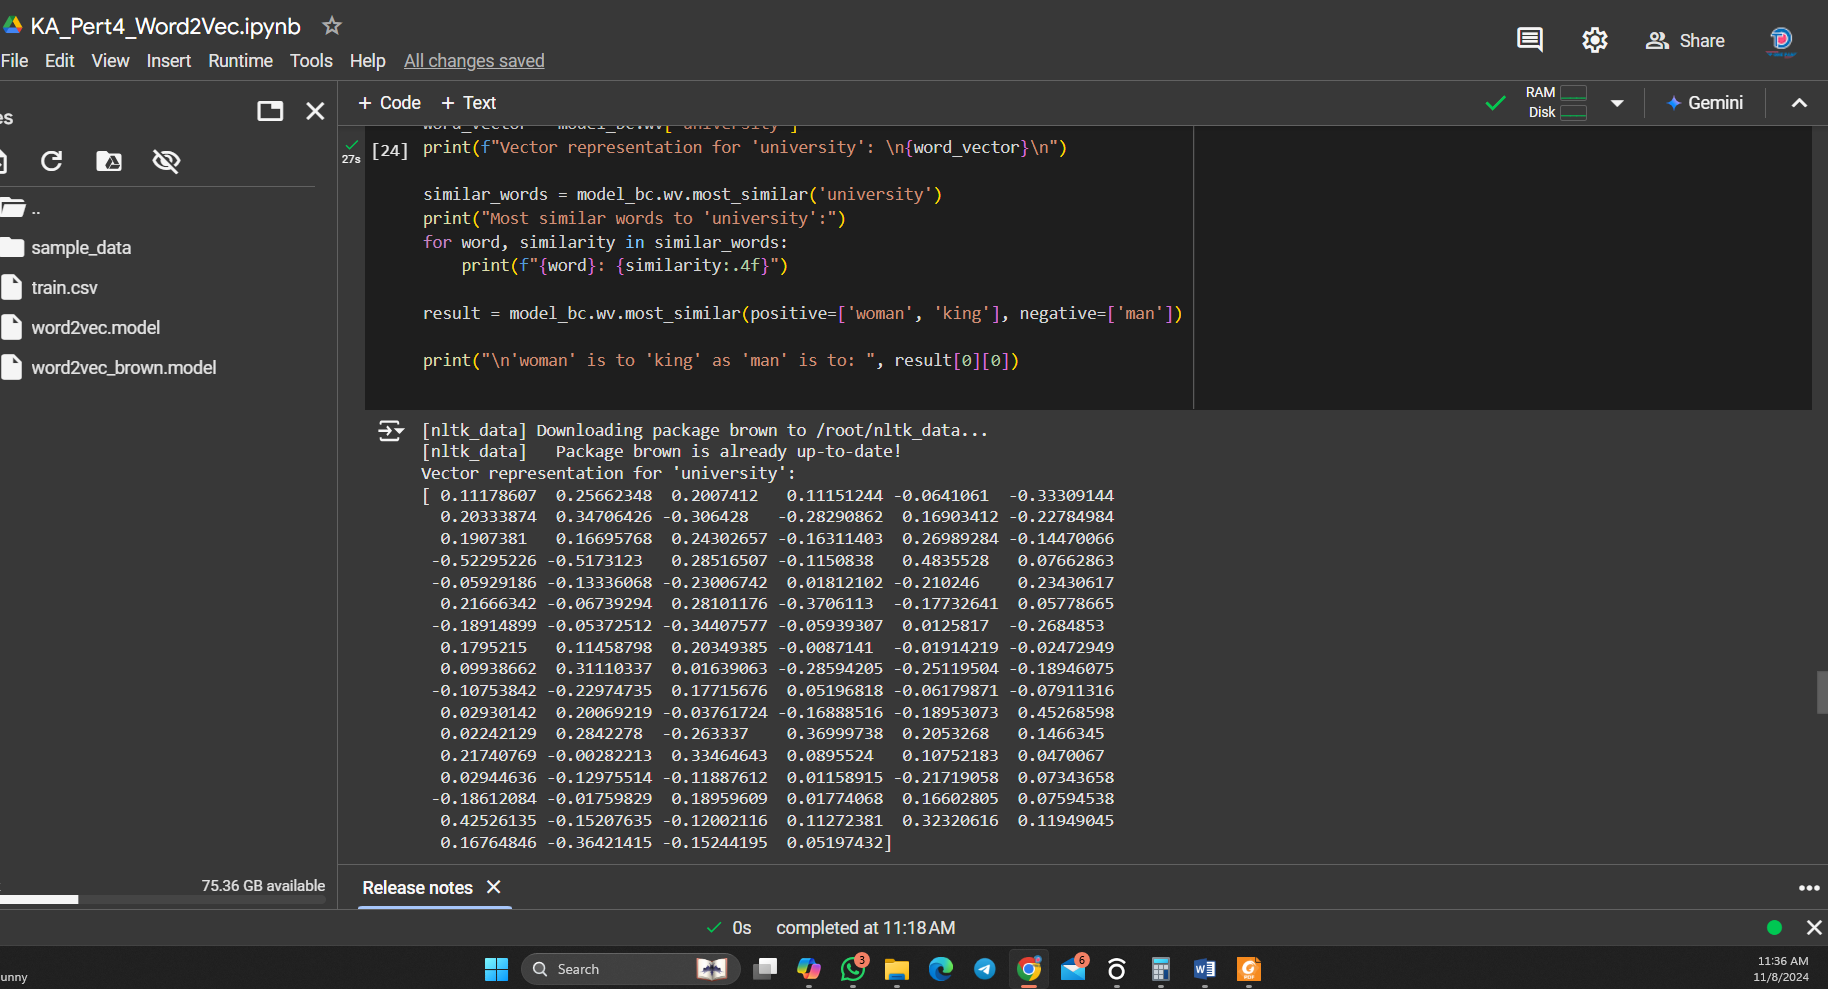 KA_Pert4_Word2Vec.ipynb
File Edit View Insert Runtime Tools Help All changes saved
Share
es
+ Code + Text
RAM
Disk
Gemini
..
sample_data
train.csv
word2vec.model
word2vec_brown.model
75.36 GB available
27s
[24]
word_vector = model_bc.wv['university']
print(f"Vector representation for 'university': \n{word_vector}\n")
similar_words = model_bc.wv.most_similar('university')
print("Most similar words to 'university':")
for word, similarity in similar_words:
print(f"{word}: {similarity:.4f}")
result = model_bc.wv.most_similar(positive=['woman', 'king'], negative=['man'])
print("\n'woman' is to 'king' as 'man' is to: ", result[0][0])
[nltk_data] Downloading package brown to /root/nltk_data...
[nltk_data]   Package brown is already up-to-date!
Vector representation for 'university':
[ 0.11178607  0.25662348  0.2007412   0.11151244 -0.0641061  -0.33309144
0.20333874  0.34706426 -0.306428   -0.28290862  0.16903412 -0.22784984
0.1907381   0.16695768  0.24302657 -0.16311403  0.26989284 -0.14470066
-0.52295226 -0.5173123   0.28516507 -0.1150838   0.4835528   0.07662863
-0.05929186 -0.13336068 -0.23006742  0.01812102 -0.210246    0.23430617
0.21666342 -0.06739294  0.28101176 -0.3706113  -0.17732641  0.05778665
-0.18914899 -0.05372512 -0.34407577 -0.05939307  0.0125817  -0.2684853
0.1795215   0.11458798  0.20349385 -0.0087141  -0.01914219 -0.02472949
0.09938662  0.31110337  0.01639063 -0.28594205 -0.25119504 -0.18946075
-0.10753842 -0.22974735  0.17715676  0.05196818 -0.06179871 -0.07911316
0.02930142  0.20069219 -0.03761724 -0.16888516 -0.18953073  0.45268598
0.02242129  0.2842278  -0.263337    0.36999738  0.2053268   0.1466345
0.21740769 -0.00282213  0.33464643  0.0895524   0.10752183  0.0470067
0.02944636 -0.12975514 -0.11887612  0.01158915 -0.21719058  0.07343658
-0.18612084 -0.01759829  0.18959609  0.01774068  0.16602805  0.07594538
0.42526135 -0.15207635 -0.12002116  0.11272381  0.32320616  0.11949045
0.16764846 -0.36421415 -0.15244195  0.05197432]
Release notes
0s completed at 11:18 AM
unny
Search
3
6
11:36 AM
11/8/2024